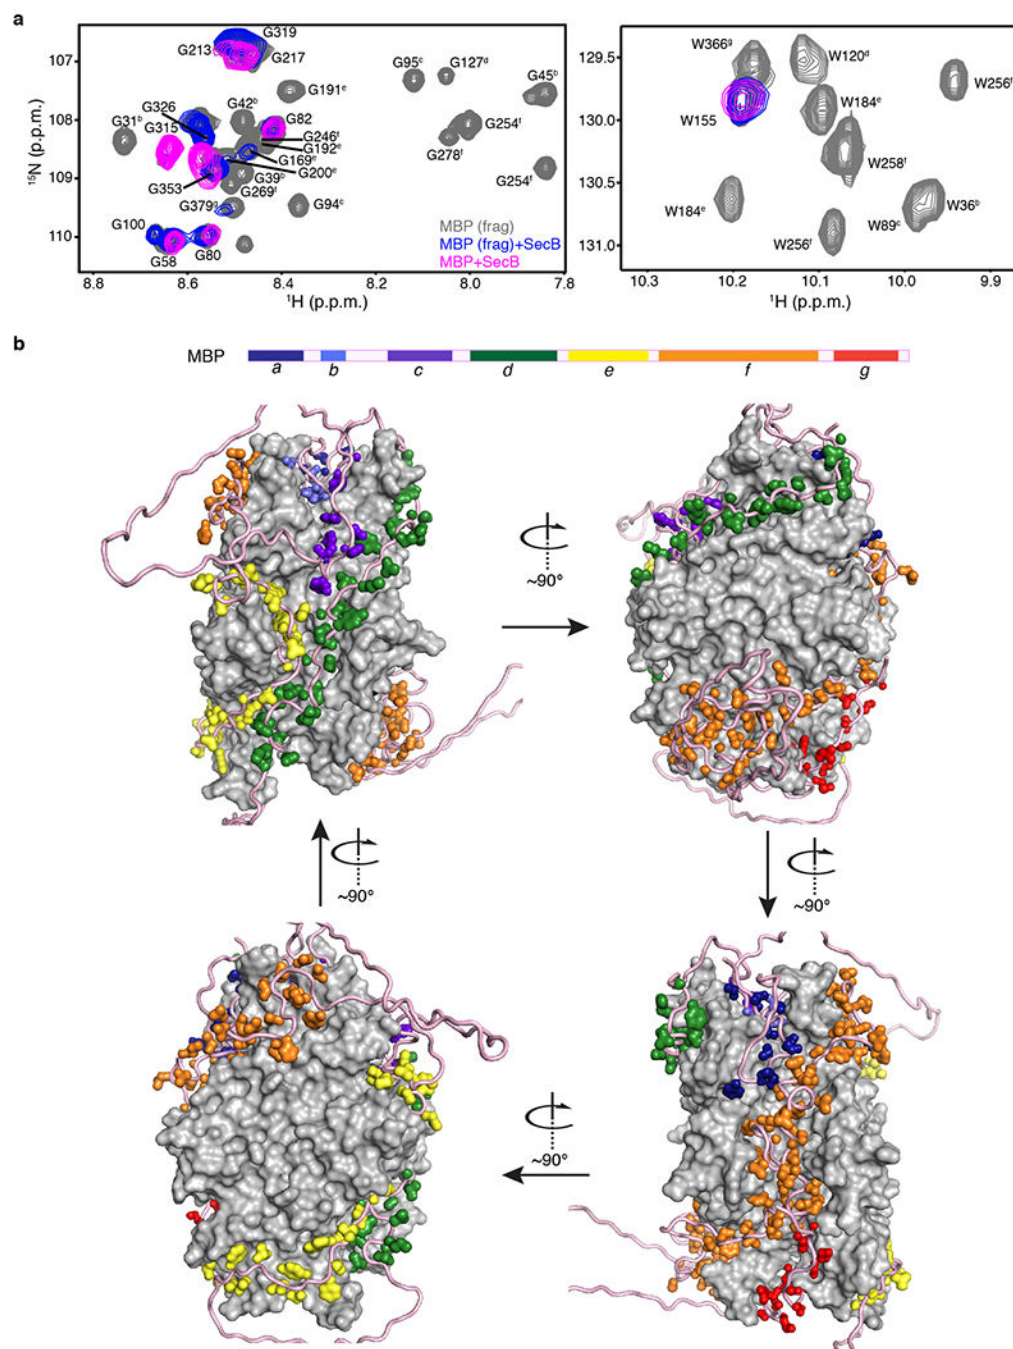 a
107
108
109
110
¹⁵N (p.p.m.)
G319
G213
G217
G95ᶜ
G127ᵈ
G45ᵇ
G191ᵉ
G326
G42ᵇ
G82
G31ᵇ
G315
G246ᶠ
G254ᶠ
G192ᵉ
G278ᶠ
G169ᵉ
G200ᵉ
G353
G39ᵇ
G269ᶠ
G254ᶠ
G379ᵍ
G94ᶜ
G100
G58
G80
MBP (frag)
MBP (frag)+SecB
MBP+SecB
8.8
8.6
8.4
8.2
8.0
7.8
¹H (p.p.m.)
129.5
130.0
130.5
131.0
W366ᵍ
W120ᵈ
W256ᶠ
W184ᵉ
W155
W258ᶠ
W184ᵉ
W36ᵇ
W89ᶜ
W256ᶠ
10.3
10.2
10.1
10.0
9.9
¹H (p.p.m.)
b
MBP
a b c d e f g
~90°
~90°
~90°
~90°